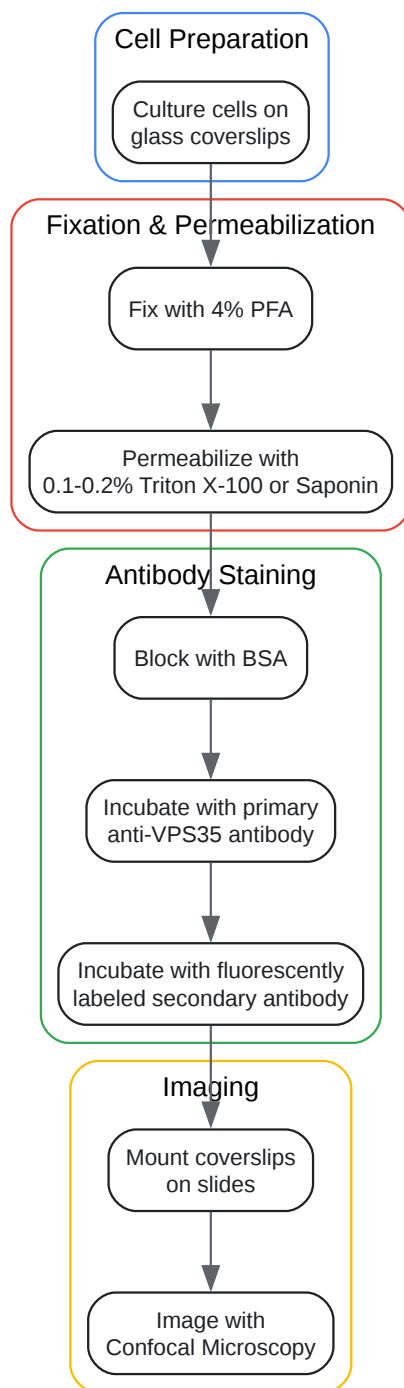 Cell Preparation
Culture cells on
glass coverslips
Fixation & Permeabilization
Fix with 4% PFA
Permeabilize with
0.1-0.2% Triton X-100 or Saponin
Antibody Staining
Block with BSA
Incubate with primary
anti-VPS35 antibody
Incubate with fluorescently
labeled secondary antibody
Imaging
Mount coverslips
on slides
Image with
Confocal Microscopy